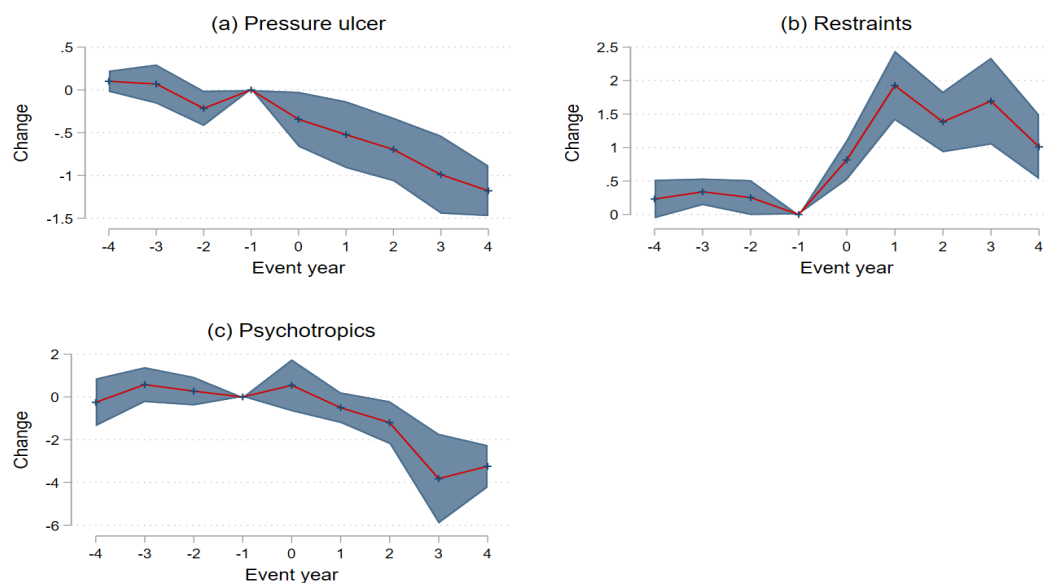 (a) Pressure ulcer
.5
0
-.5
-1
-1.5
Change
-4 -3 -2 -1 0 1 2 3 4
Event year
(b) Restraints
2.5
2
1.5
1
.5
0
Change
-4 -3 -2 -1 0 1 2 3 4
Event year
(c) Psychotropics
2
0
-2
-4
-6
Change
-4 -3 -2 -1 0 1 2 3 4
Event year